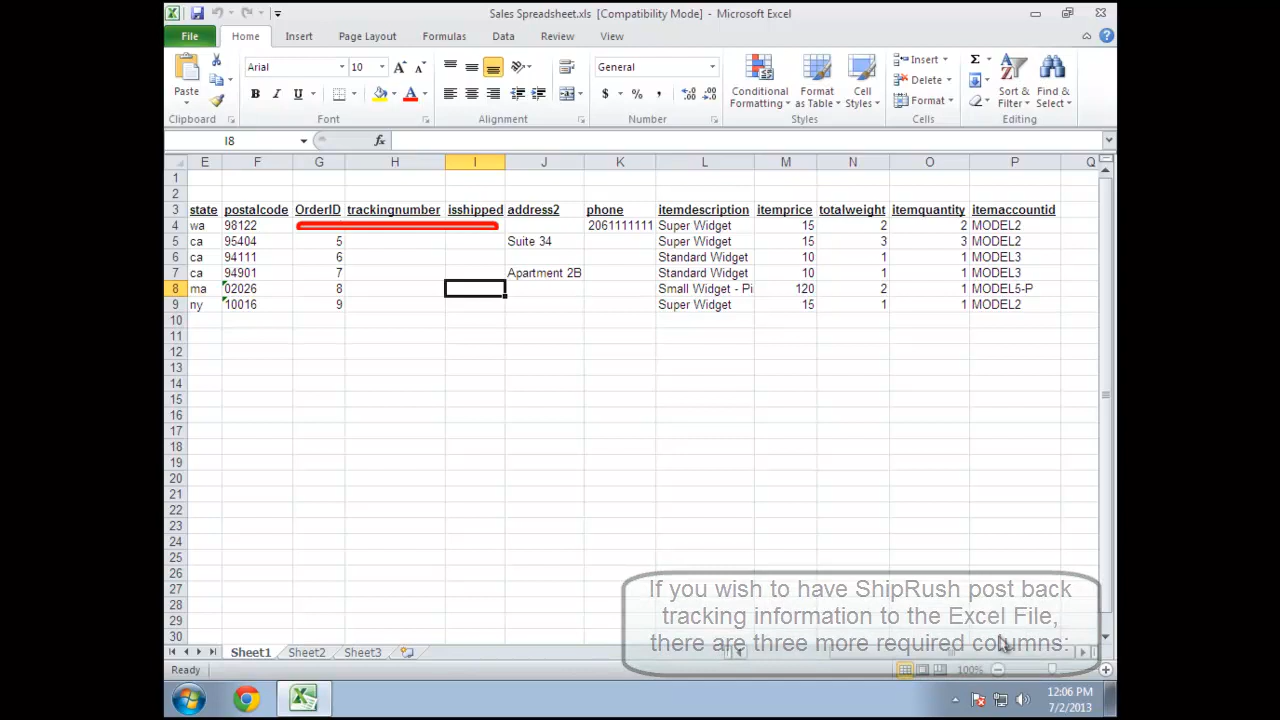 Sales Spreadsheet.xls [Compatibility Mode] - Microsoft Excel
File Home Insert Page Layout Formulas Data Review View
Paste
Clipboard
Arial 10
B I U
Font
Alignment
General
$ % ,
Number
Conditional Formatting
Format as Table
Cell Styles
Styles
Insert
Delete
Format
Cells
Sort & Filter
Find & Select
Editing
I8 fx
E F G H I J K L M N O P Q
1
2
3 state postalcode OrderID trackingnumber isshipped address2 phone itemdescription itemprice totalweight itemquantity itemaccountid
4 wa 98122 2061111111 Super Widget 15 2 2 MODEL2
5 ca 95404 5 Suite 34 Super Widget 15 3 3 MODEL2
6 ca 94111 6 Standard Widget 10 1 1 MODEL3
7 ca 94901 7 Apartment 2B Standard Widget 10 1 1 MODEL3
8 ma 02026 8 Small Widget - Pi 120 2 1 MODEL5-P
9 ny 10016 9 Super Widget 15 1 1 MODEL2
10
11
12
13
14
15
16
17
18
19
20
21
22
23
24
25
26
27
28
29
30
If you wish to have ShipRush post back
tracking information to the Excel File,
there are three more required columns:
Sheet1 Sheet2 Sheet3
Ready 100%
12:06 PM
7/2/2013